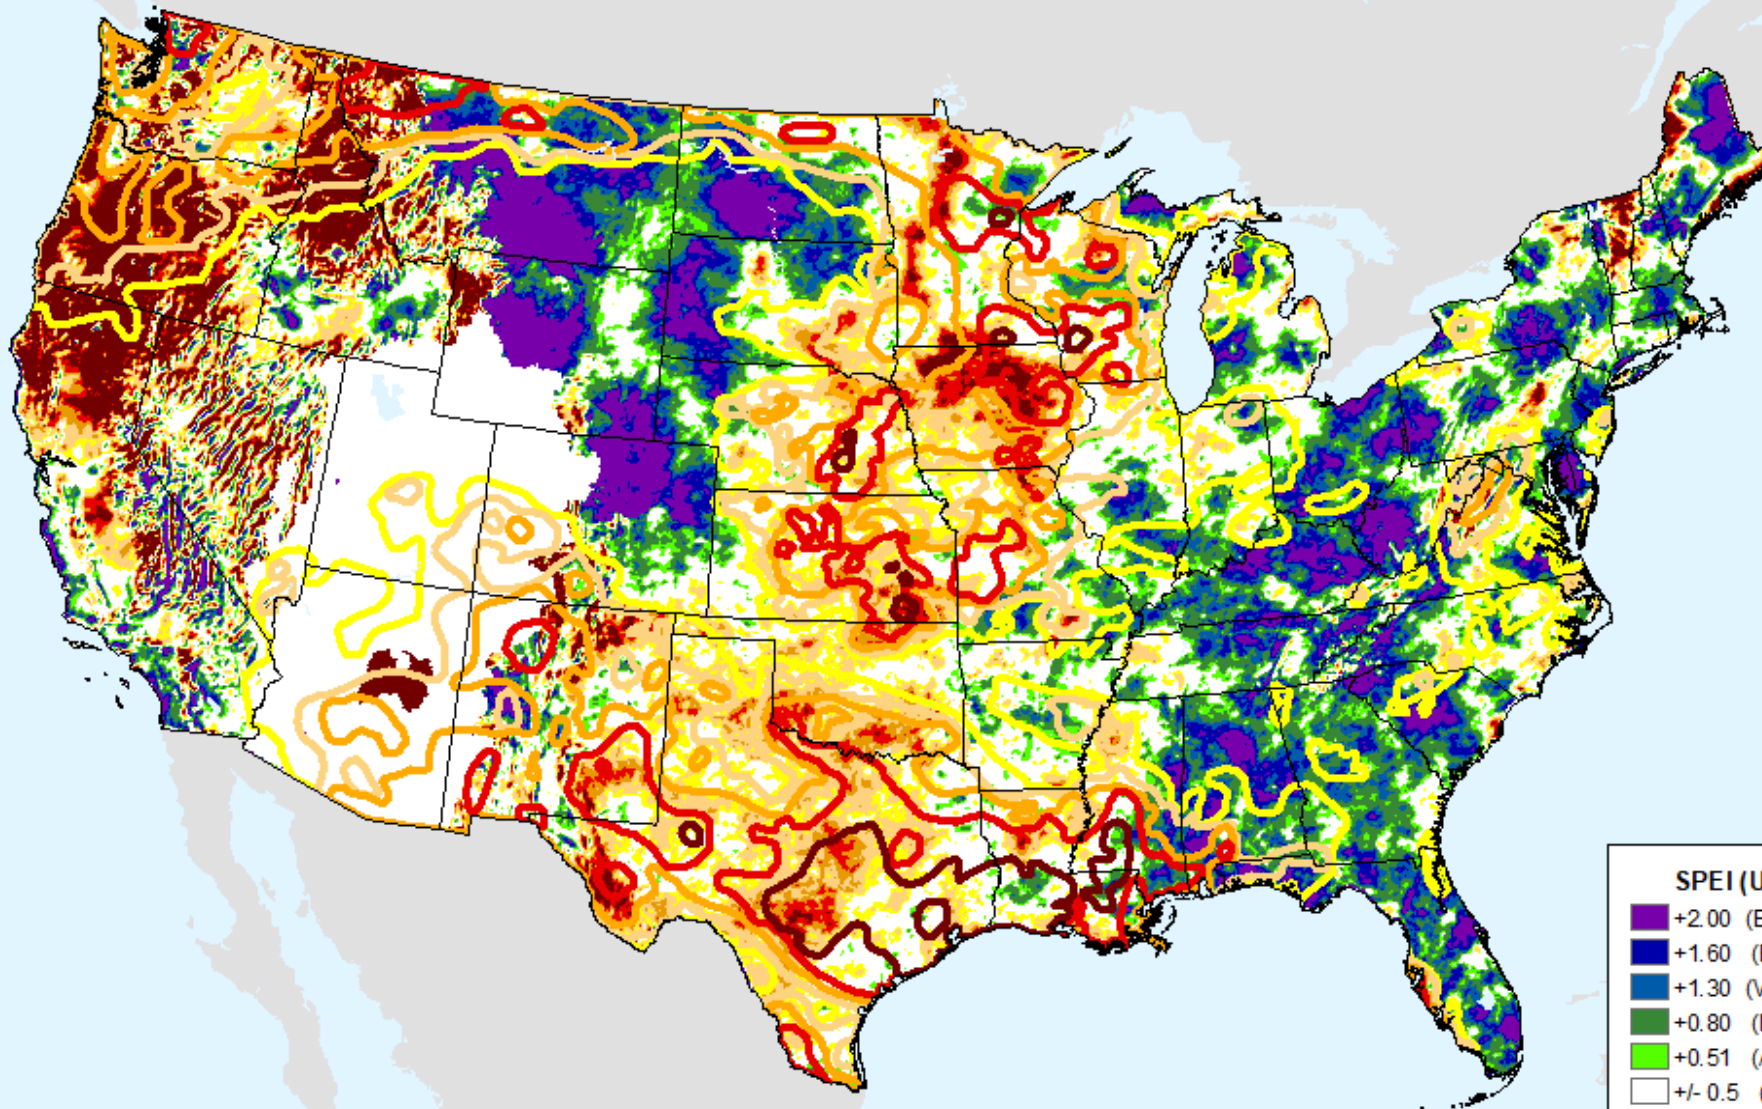 SPEI (U
+2.00 (E
+1.60 (
+1.30 (V
+0.80 (
+0.51 (
+/- 0.5 (